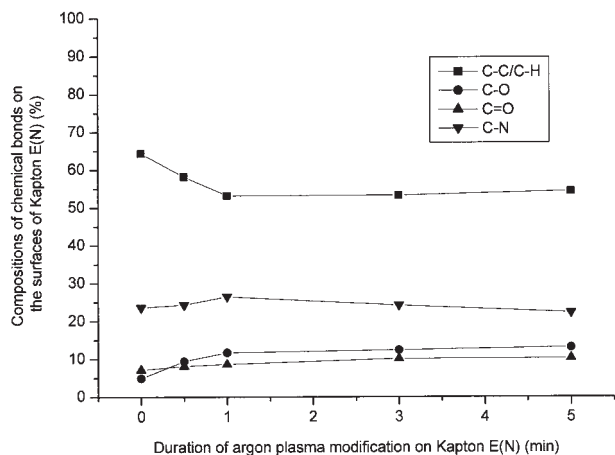 Compositions of chemical bonds on
the surfaces of Kapton E(N) (%)
100
90
80
70
60
50
40
30
20
10
0
C-C/C-H
C-O
C=O
C-N
0
1
2
3
4
5
Duration of argon plasma modification on Kapton E(N) (min)